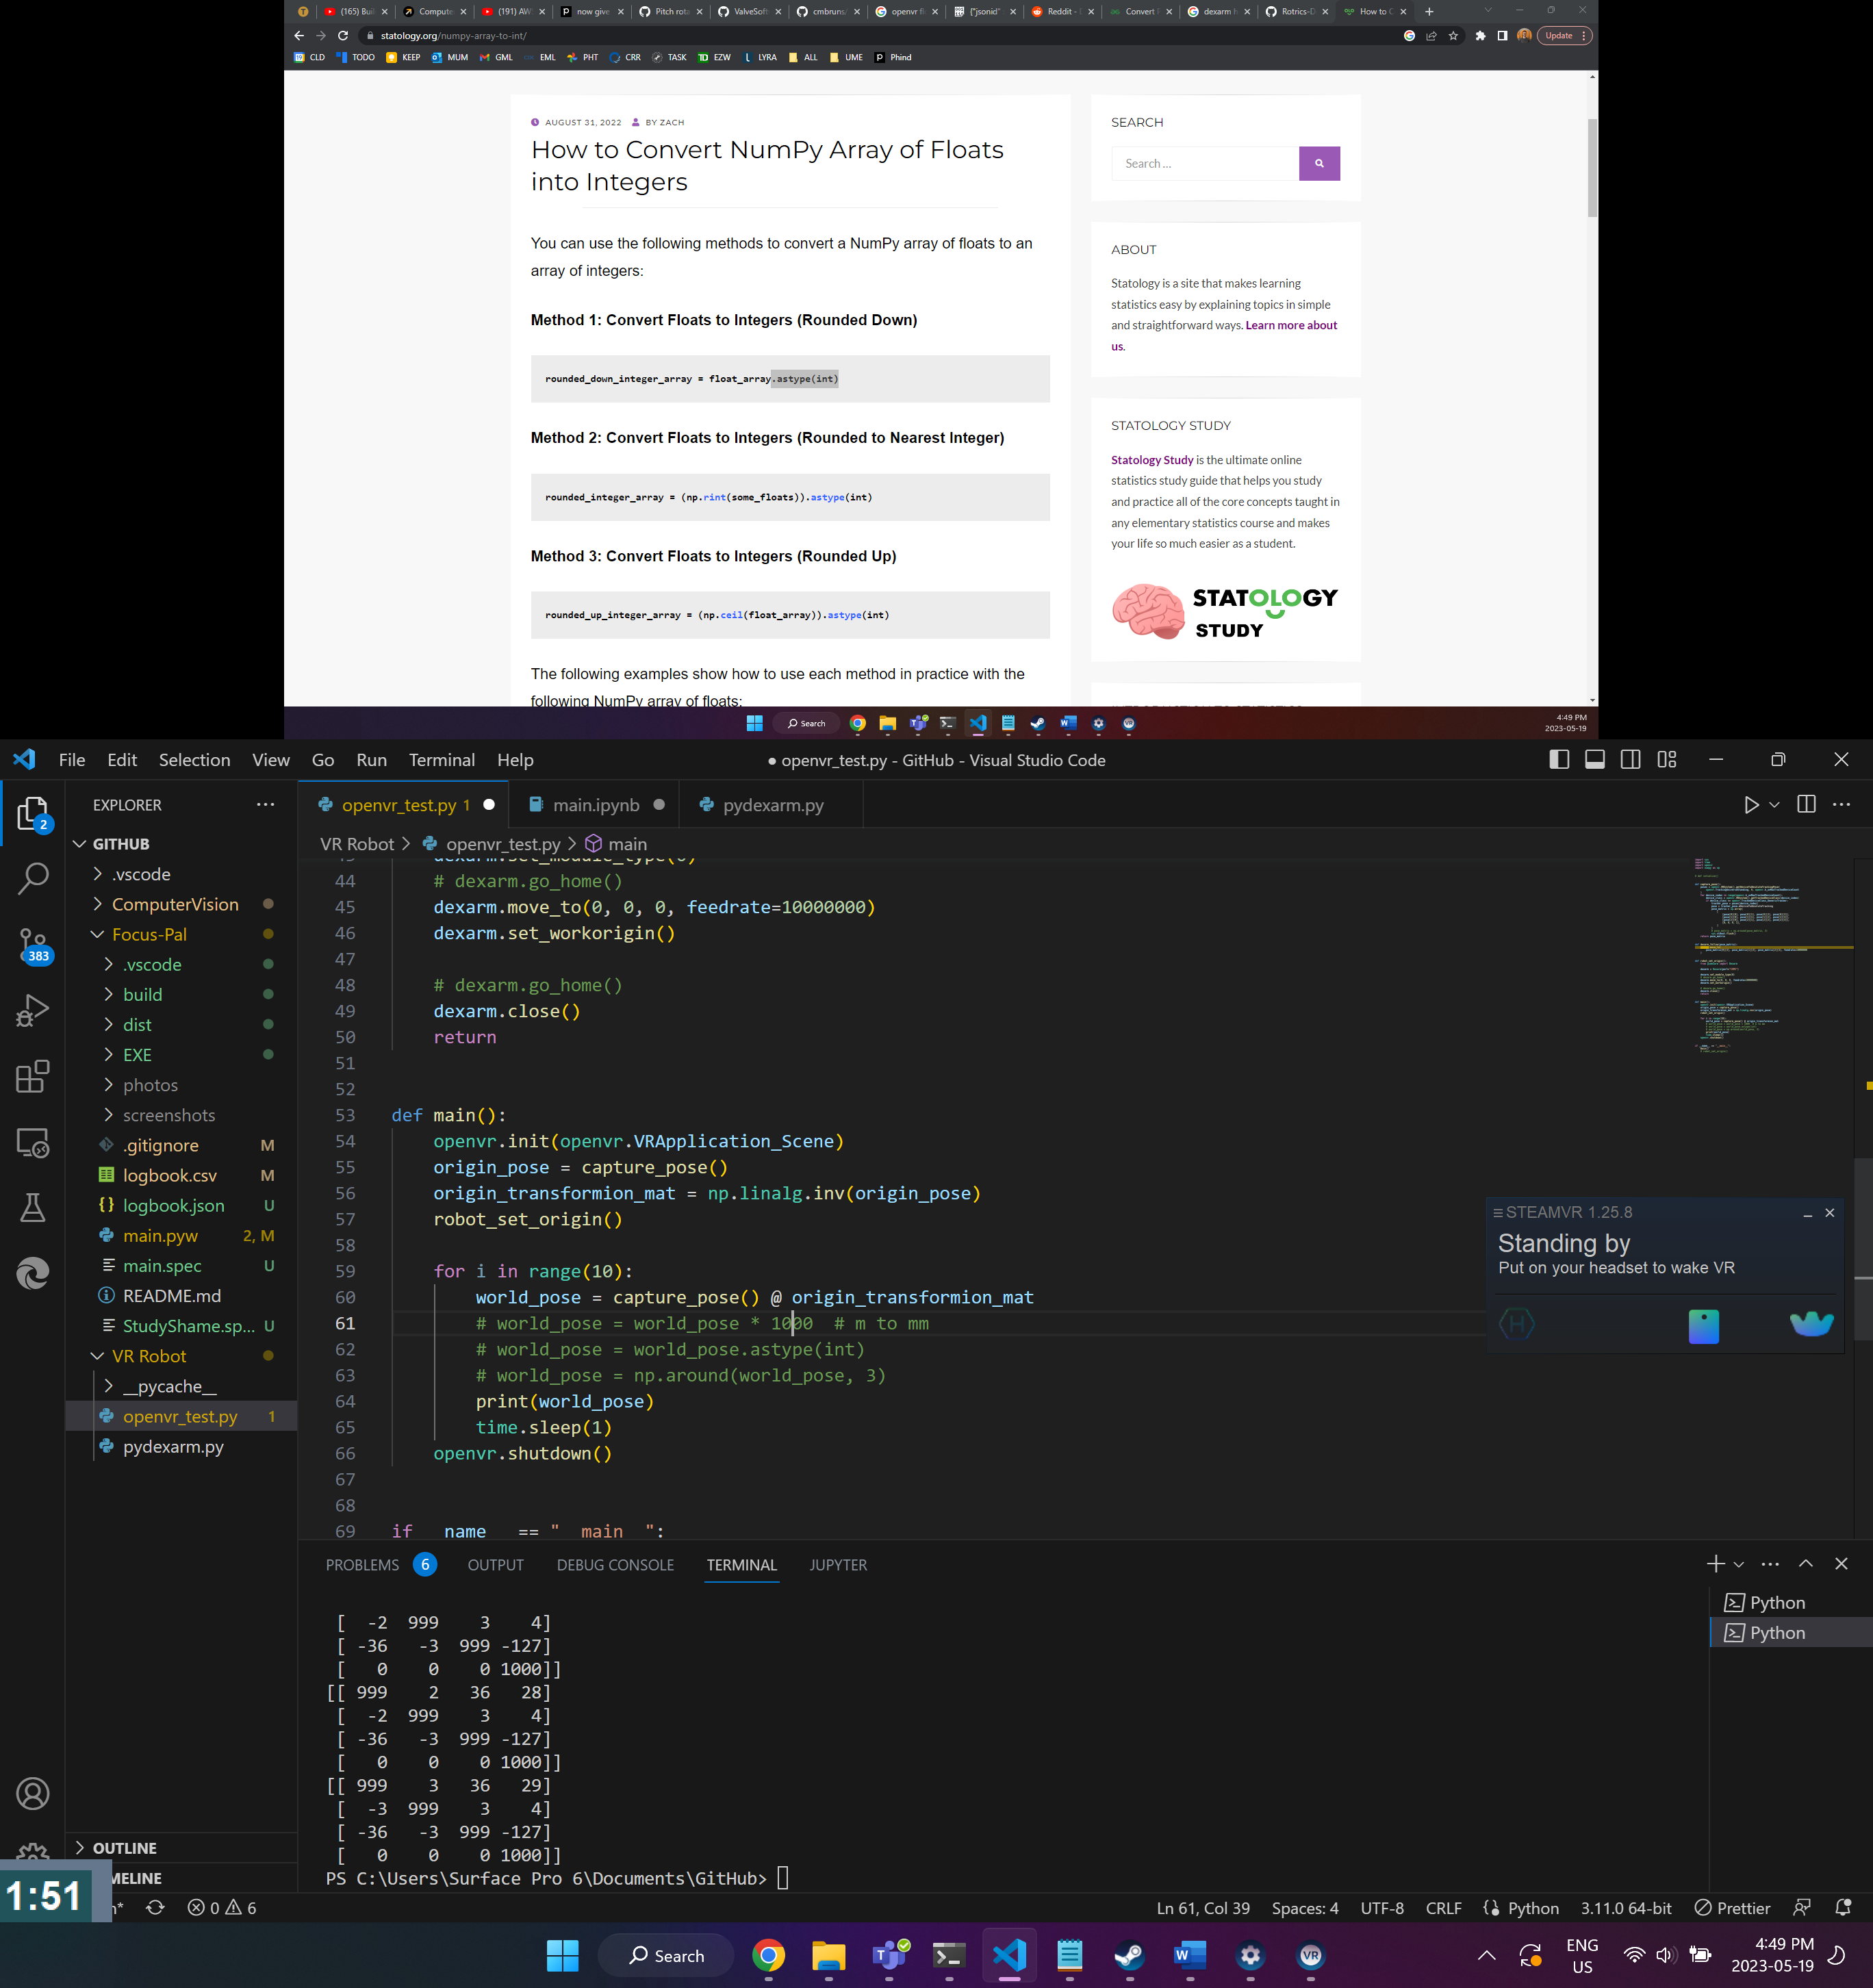 (165) Bui
Compute
(191) AW
now give
Pitch rot
ValveSoft
cmbruns/
openvr fi
{"jsonid"
Reddit -
Convert
dexarm
Rotrics-D
How to C
statology.org/numpy-array-to-int/
Update
CLD
TODO
KEEP
MUM
GML
EML
PHT
CRR
TASK
EZW
LYRA
ALL
UME
Phind
AUGUST 31, 2022 BY ZACH
How to Convert NumPy Array of Floats
into Integers
You can use the following methods to convert a NumPy array of floats to an
array of integers:
Method 1: Convert Floats to Integers (Rounded Down)
rounded_down_integer_array = float_array.astype(int)
Method 2: Convert Floats to Integers (Rounded to Nearest Integer)
rounded_integer_array = (np.rint(some_floats)).astype(int)
Method 3: Convert Floats to Integers (Rounded Up)
rounded_up_integer_array = (np.ceil(float_array)).astype(int)
The following examples show how to use each method in practice with the
following NumPy array of floats:
SEARCH
Search ...
ABOUT
Statology is a site that makes learning
statistics easy by explaining topics in simple
and straightforward ways. Learn more about
us.
STATOLOGY STUDY
Statology Study is the ultimate online
statistics study guide that helps you study
and practice all of the core concepts taught in
any elementary statistics course and makes
your life so much easier as a student.
STATOLOGY
STUDY
Search
4:49 PM
2023-05-19
File Edit Selection View Go Run Terminal Help
● openvr_test.py - GitHub - Visual Studio Code
EXPLORER
GITHUB
.vscode
ComputerVision
Focus-Pal
.vscode
build
dist
EXE
photos
screenshots
.gitignore M
logbook.csv M
logbook.json U
main.pyw 2, M
main.spec U
README.md
StudyShame.sp... U
VR Robot
__pycache__
openvr_test.py 1
pydexarm.py
OUTLINE
MELINE
2
383
openvr_test.py 1
main.ipynb
pydexarm.py
VR Robot > openvr_test.py > main
dexarm.set_module_type(0)
44 # dexarm.go_home()
45 dexarm.move_to(0, 0, 0, feedrate=10000000)
46 dexarm.set_workorigin()
47
48 # dexarm.go_home()
49 dexarm.close()
50 return
51
52
53 def main():
54 openvr.init(openvr.VRApplication_Scene)
55 origin_pose = capture_pose()
56 origin_transformion_mat = np.linalg.inv(origin_pose)
57 robot_set_origin()
58
59 for i in range(10):
60 world_pose = capture_pose() @ origin_transformion_mat
61 # world_pose = world_pose * 1000  # m to mm
62 # world_pose = world_pose.astype(int)
63 # world_pose = np.around(world_pose, 3)
64 print(world_pose)
65 time.sleep(1)
66 openvr.shutdown()
67
68
69 if __name__ == "__main__":
STEAMVR 1.25.8
Standing by
Put on your headset to wake VR
PROBLEMS 6 OUTPUT DEBUG CONSOLE TERMINAL JUPYTER
[ -2 999 3 4]
[ -36 -3 999 -127]
[ 0 0 0 1000]]
[[ 999 2 36 28]
[ -2 999 3 4]
[ -36 -3 999 -127]
[ 0 0 0 1000]]
[[ 999 3 36 29]
[ -3 999 3 4]
[ -36 -3 999 -127]
[ 0 0 0 1000]]
PS C:\Users\Surface Pro 6\Documents\GitHub>
Python
Python
1:51
0 6
Ln 61, Col 39 Spaces: 4 UTF-8 CRLF Python 3.11.0 64-bit Prettier
Search
ENG
US
4:49 PM
2023-05-19